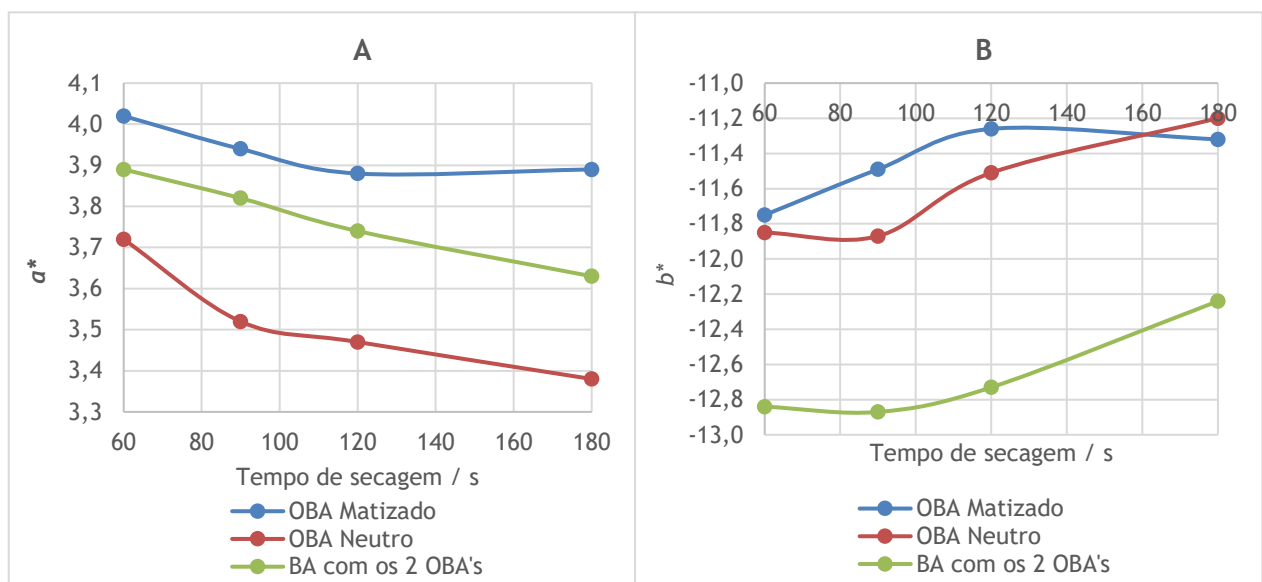 A
4,1
4,0
3,9
3,8
3,7
3,6
3,5
3,4
3,3
a*
60 80 100 120 140 160 180
Tempo de secagem / s
OBA Matizado
OBA Neutro
BA com os 2 OBA's
B
-11,0
60 80 100 120 140 160 180
-11,2
-11,4
-11,6
-11,8
-12,0
-12,2
-12,4
-12,6
-12,8
-13,0
b*
Tempo de secagem / s
OBA Matizado
OBA Neutro
BA com os 2 OBA's